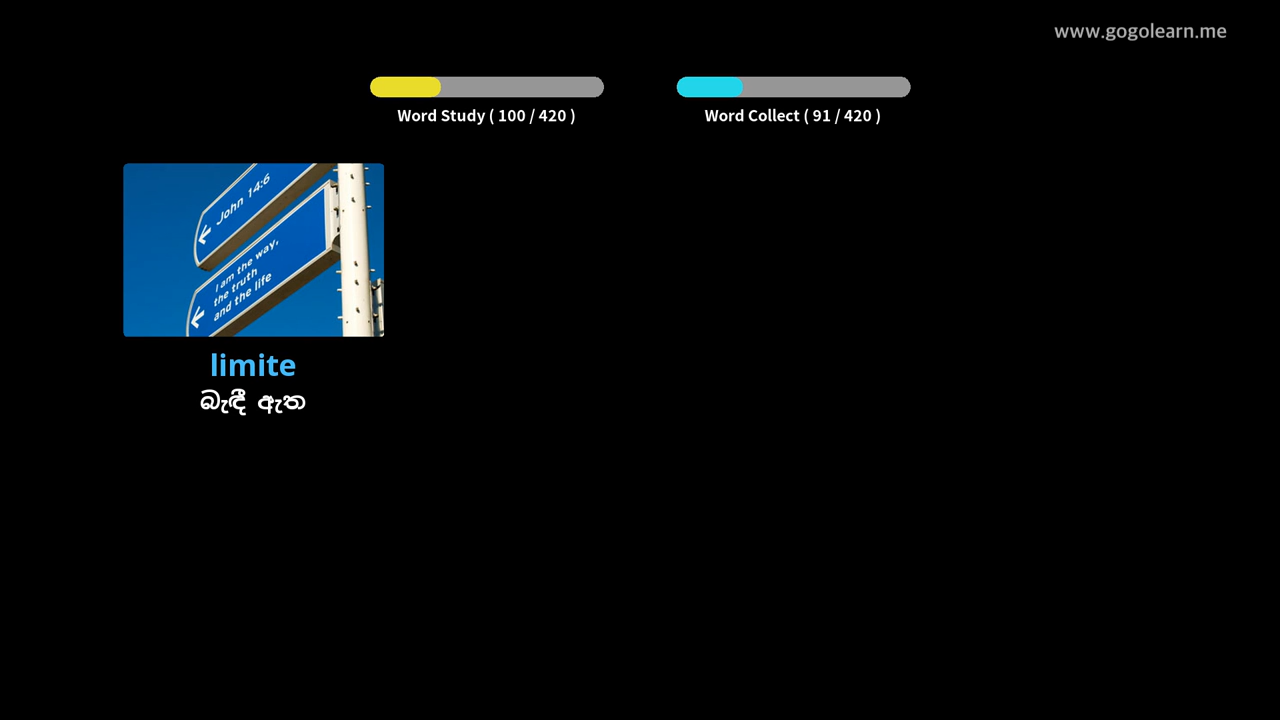 www.gogolearn.me
Word Study ( 100 / 420 )
Word Collect ( 91 / 420 )
John 14:6
I am the way,
the truth
and the life
limite
බැඳී ඇත